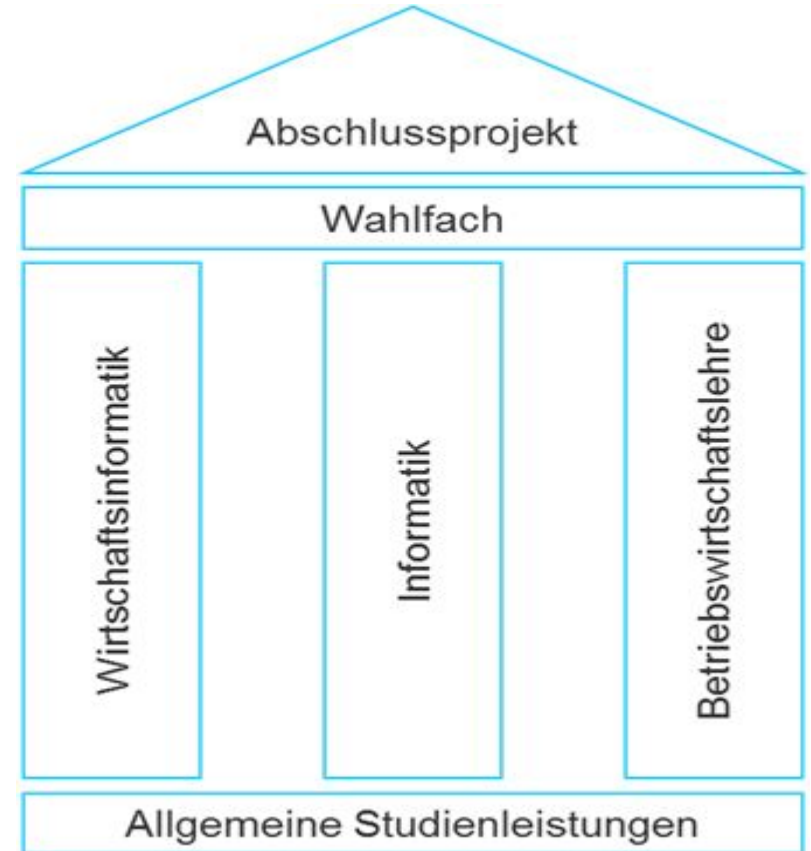 Abschlussprojekt
Wahlfach
Wirtschaftsinformatik
Informatik
Betriebswirtschaftslehre
Allgemeine Studienleistungen